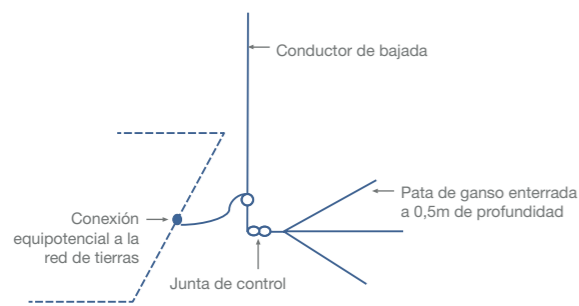 Conductor de bajada
Pata de ganso enterrada
a 0,5m de profundidad
Conexión
equipotencial a la
red de tierras
Junta de control